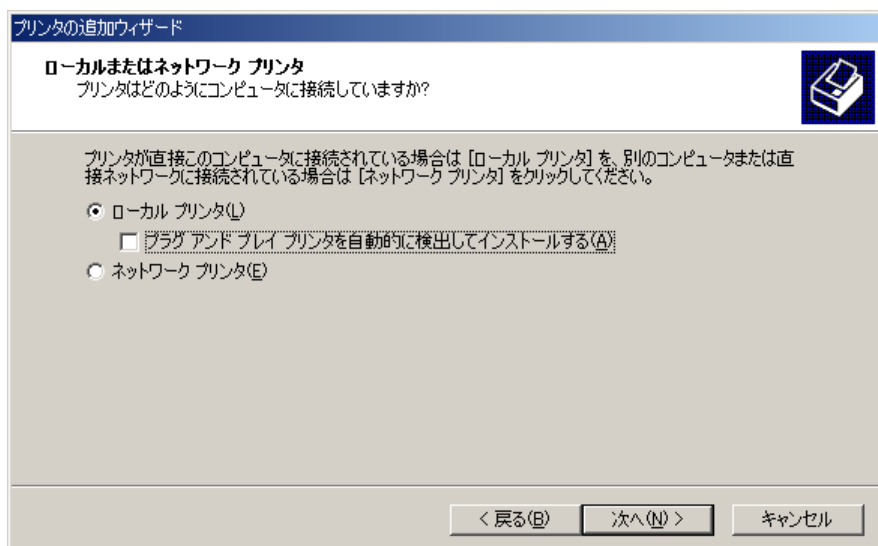 プリンタの追加ウィザード
ローカルまたはネットワーク プリンタ
プリンタはどのようにコンピュータに接続していますか?
プリンタが直接このコンピュータに接続されている場合は [ローカル プリンタ] を、別のコンピュータまたは直
接ネットワークに接続されている場合は [ネットワーク プリンタ] をクリックしてください。
ローカル プリンタ(L)
プラグ アンド プレイ プリンタを自動的に検出してインストールする(A)
ネットワーク プリンタ(E)
< 戻る(B)
次へ(N) >
キャンセル